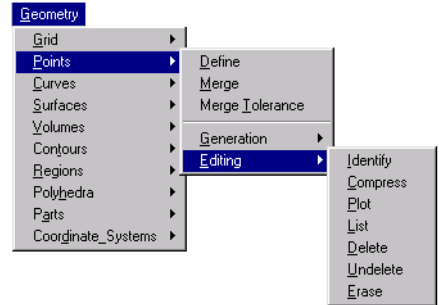 Geometry
Grid
Points
Curves
Surfaces
Volumes
Contours
Regions
Polyhedra
Parts
Coordinate_Systems
Define
Merge
Merge Tolerance
Generation
Editing
Identify
Compress
Plot
List
Delete
Undelete
Erase